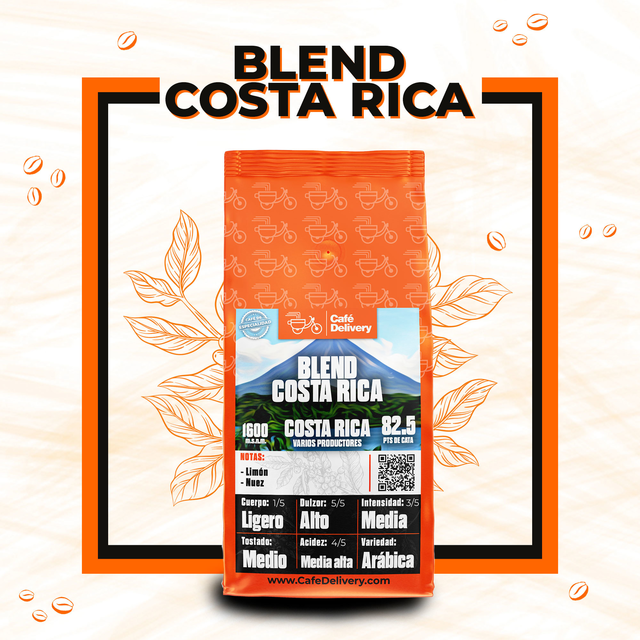 BLEND
COSTA RICA
CAFÉ DE
ESPECIALIDAD
Café
Delivery
BLEND
COSTA RICA
1600
m.s.n.m
COSTA RICA
VARIOS PRODUCTORES
82.5
PTS DE CATA
NOTAS:
- Limón
- Nuez
Cuerpo: 1/5
Ligero
Dulzor: 5/5
Alto
Intensidad: 3/5
Media
Tostado:
Medio
Acidez: 4/5
Media alta
Variedad:
Arábica
www.CafeDelivery.com